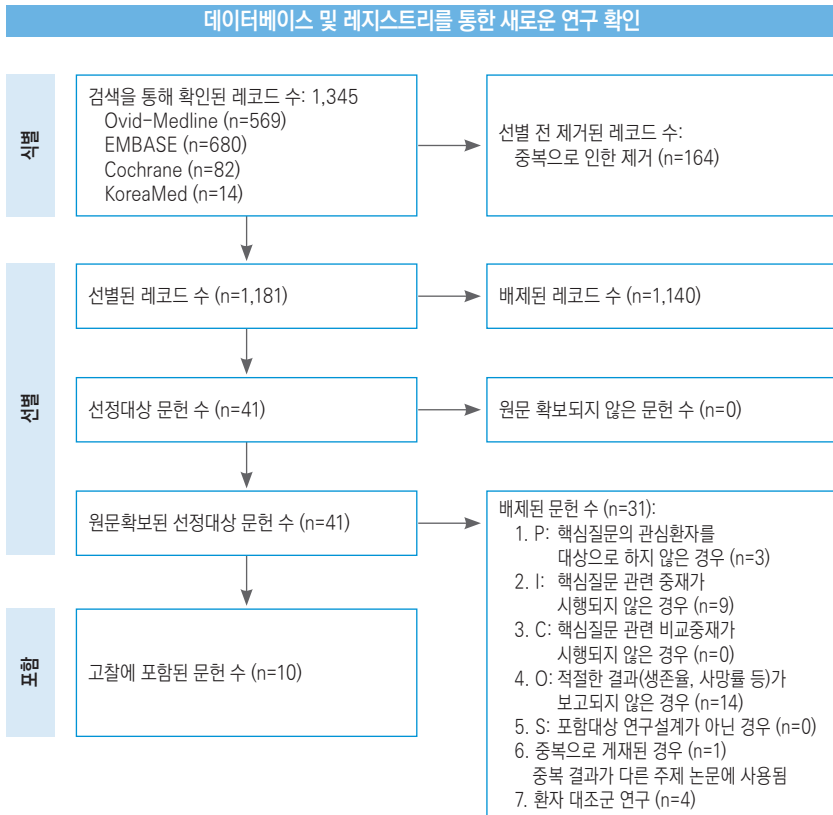 데이터베이스 및 레지스트리를 통한 새로운 연구 확인
식별
검색을 통해 확인된 레코드 수: 1,345
Ovid-Medline (n=569)
EMBASE (n=680)
Cochrane (n=82)
KoreaMed (n=14)
선별 전 제거된 레코드 수:
중복으로 인한 제거 (n=164)
선별
선별된 레코드 수 (n=1,181)
배제된 레코드 수 (n=1,140)
선정대상 문헌 수 (n=41)
원문 확보되지 않은 문헌 수 (n=0)
원문확보된 선정대상 문헌 수 (n=41)
배제된 문헌 수 (n=31):
1. P: 핵심질문의 관심환자를
대상으로 하지 않은 경우 (n=3)
2. I: 핵심질문 관련 중재가
시행되지 않은 경우 (n=9)
3. C: 핵심질문 관련 비교중재가
시행되지 않은 경우 (n=0)
4. O: 적절한 결과(생존율, 사망률 등)가
보고되지 않은 경우 (n=14)
5. S: 포함대상 연구설계가 아닌 경우 (n=0)
6. 중복으로 게재된 경우 (n=1)
중복 결과가 다른 주제 논문에 사용됨
7. 환자 대조군 연구 (n=4)
포함
고찰에 포함된 문헌 수 (n=10)